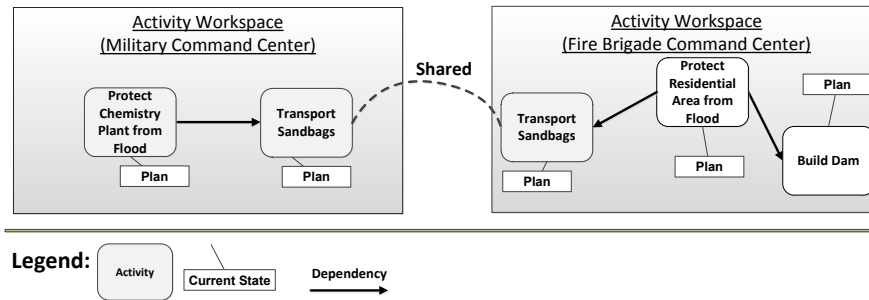 Activity Workspace
(Military Command Center)
Protect
Chemistry
Plant from
Flood
Plan
Transport
Sandbags
Plan
Shared
Activity Workspace
(Fire Brigade Command Center)
Transport
Sandbags
Plan
Protect
Residential
Area from
Flood
Plan
Plan
Build Dam
Legend:
Activity
Current State
Dependency